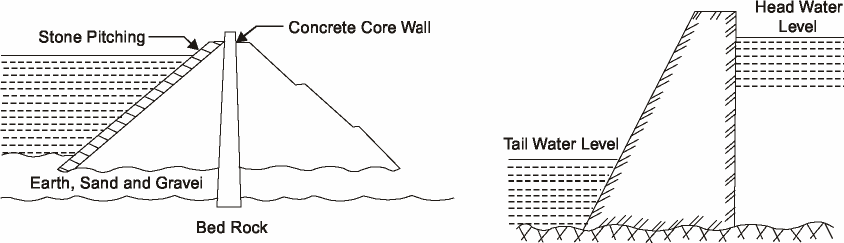 Stone Pitching
Concrete Core Wall
Earth, Sand and Gravel
Bed Rock
Head Water
Level
Tail Water Level